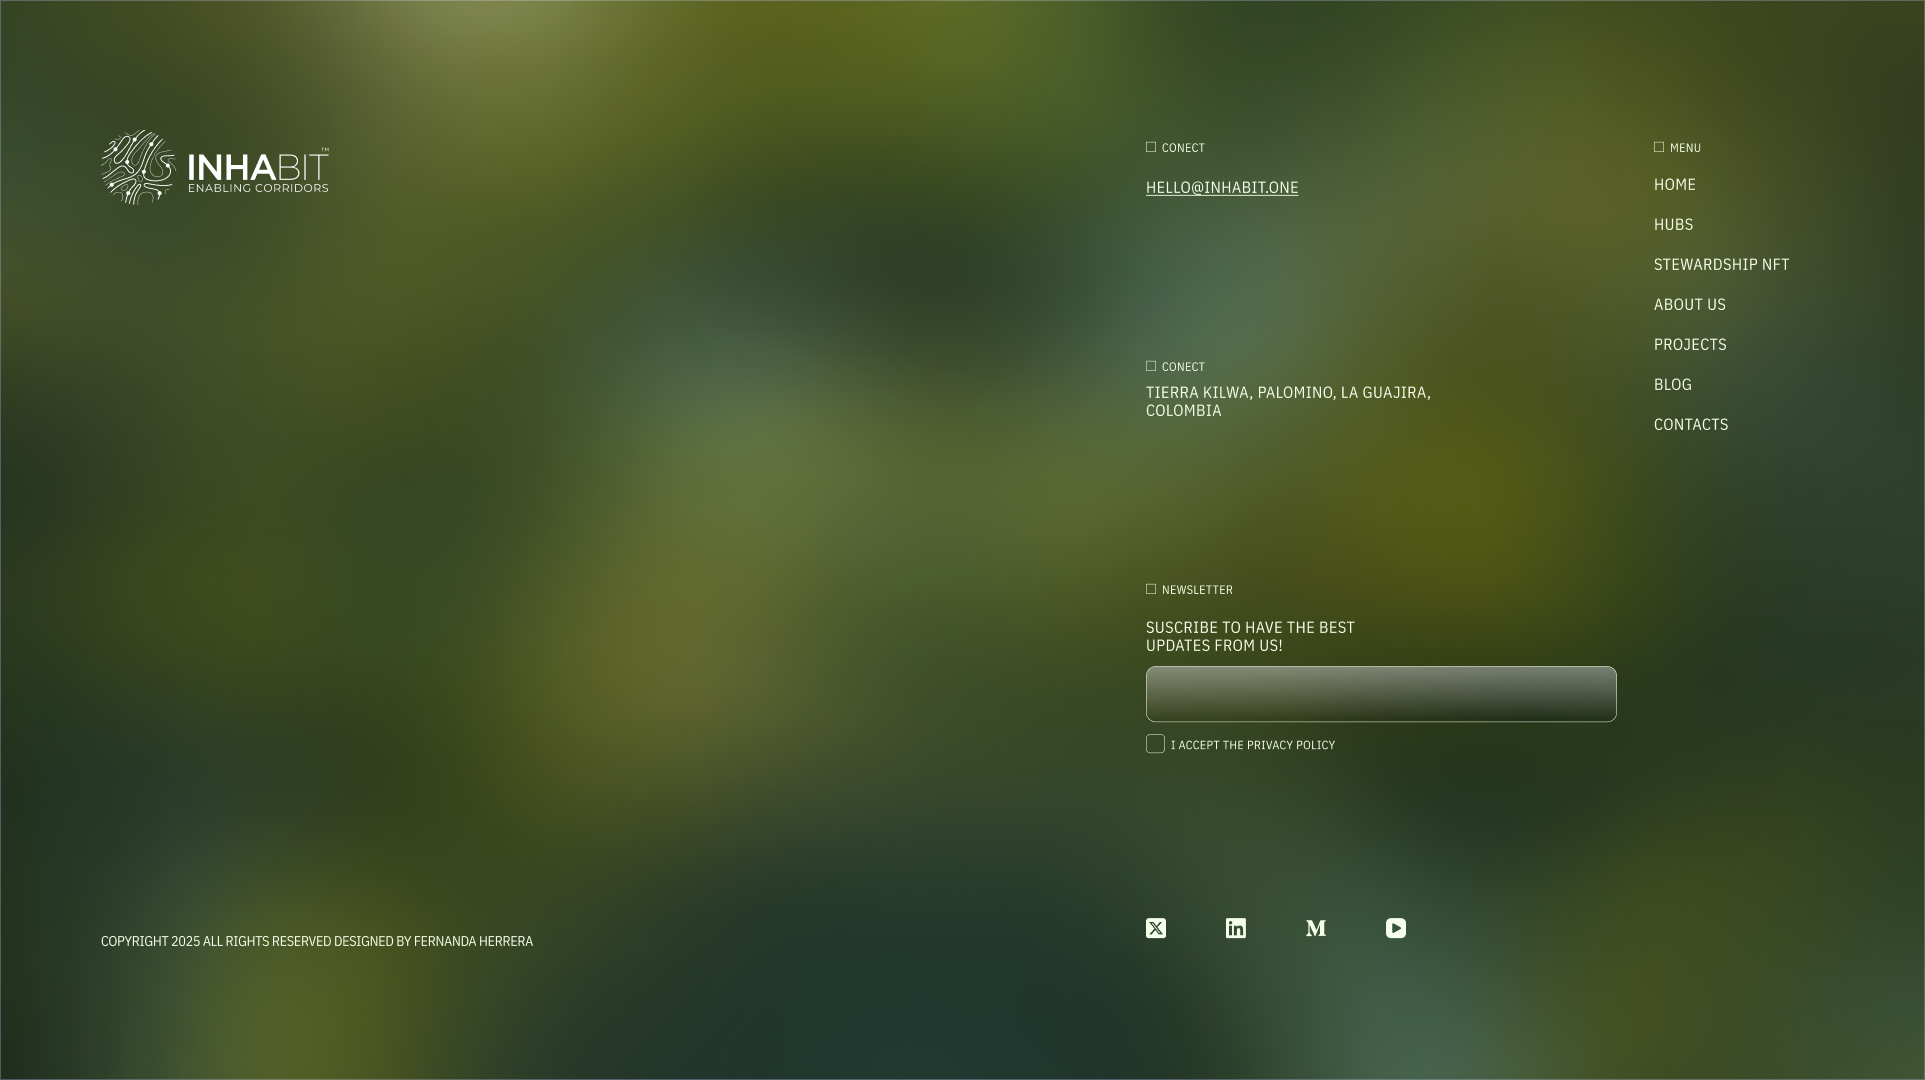 INHABIT™
ENABLING CORRIDORS
CONECT
HELLO@INHABIT.ONE
CONECT
TIERRA KILWA, PALOMINO, LA GUAJIRA,
COLOMBIA
NEWSLETTER
SUSCRIBE TO HAVE THE BEST
UPDATES FROM US!
I ACCEPT THE PRIVACY POLICY
MENU
HOME
HUBS
STEWARDSHIP NFT
ABOUT US
PROJECTS
BLOG
CONTACTS
COPYRIGHT 2025 ALL RIGHTS RESERVED DESIGNED BY FERNANDA HERRERA